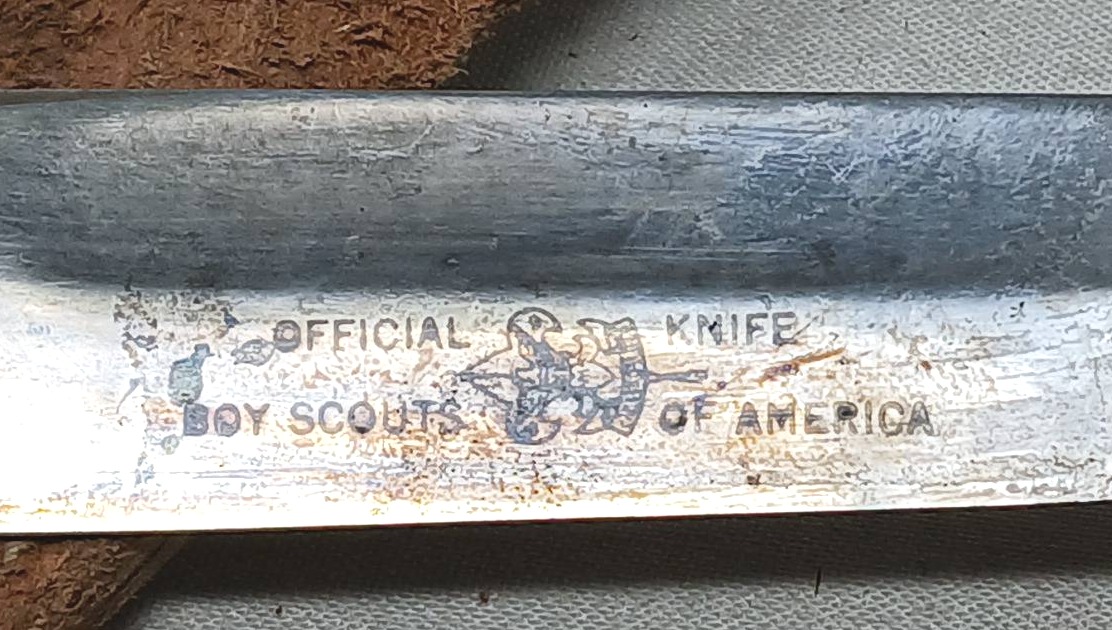 OFFICIAL KNIFE
BOY SCOUTS OF AMERICA